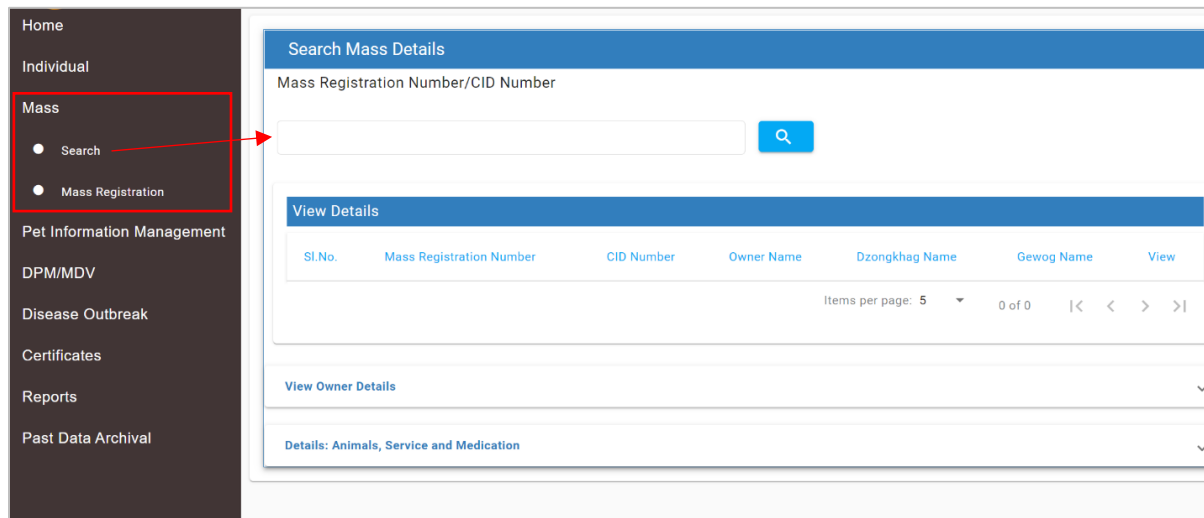 Home
Individual
Mass
Search
Mass Registration
Pet Information Management
DPM/MDV
Disease Outbreak
Certificates
Reports
Past Data Archival
Search Mass Details
Mass Registration Number/CID Number
View Details
Sl.No. Mass Registration Number CID Number Owner Name Dzongkhag Name Gewog Name View
Items per page: 5 0 of 0
View Owner Details
Details: Animals, Service and Medication